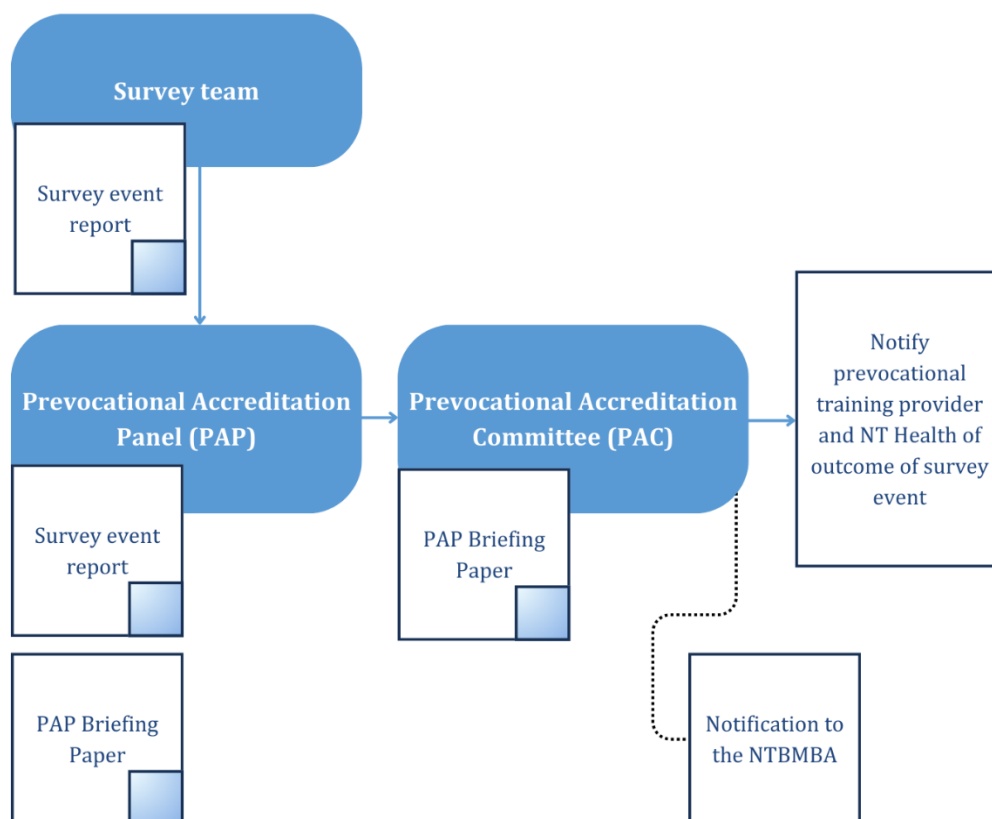 Survey team
Survey event
report
Prevocational Accreditation
Panel (PAP)
Survey event
report
PAP Briefing
Paper
Prevocational Accreditation
Committee (PAC)
PAP Briefing
Paper
Notify
prevocational
training provider
and NT Health of
outcome of survey
event
Notification to
the NTBMBA